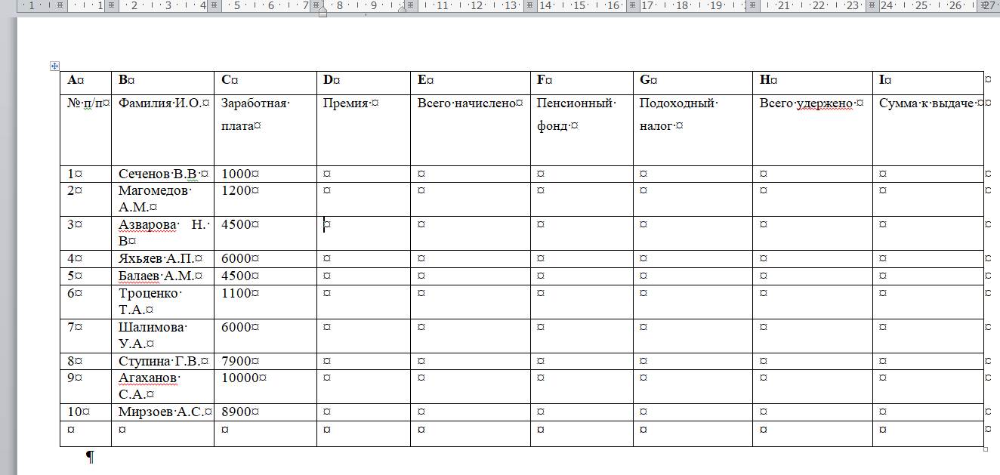 1 1 2 3 4 5 6 7 8 9 11 12 13 14 15 16 17 18 19 21 22 23 24 25 26 27
A B C D E F G H I
№ п/п Фамилия И.О. Заработная плата Премия Всего начислено Пенсионный фонд Подоходный налог Всего удержено Сумма к выдаче
1 Сеченов В.В 1000
2 Магомедов А.М. 1200
3 Азварова Н. В 4500
4 Яхьяев А.П. 6000
5 Балаев А.М. 4500
6 Троценко Т.А. 1100
7 Шалимова У.А. 6000
8 Ступина Г.В. 7900
9 Агаханов С.А. 10000
10 Мирзоев А.С. 8900